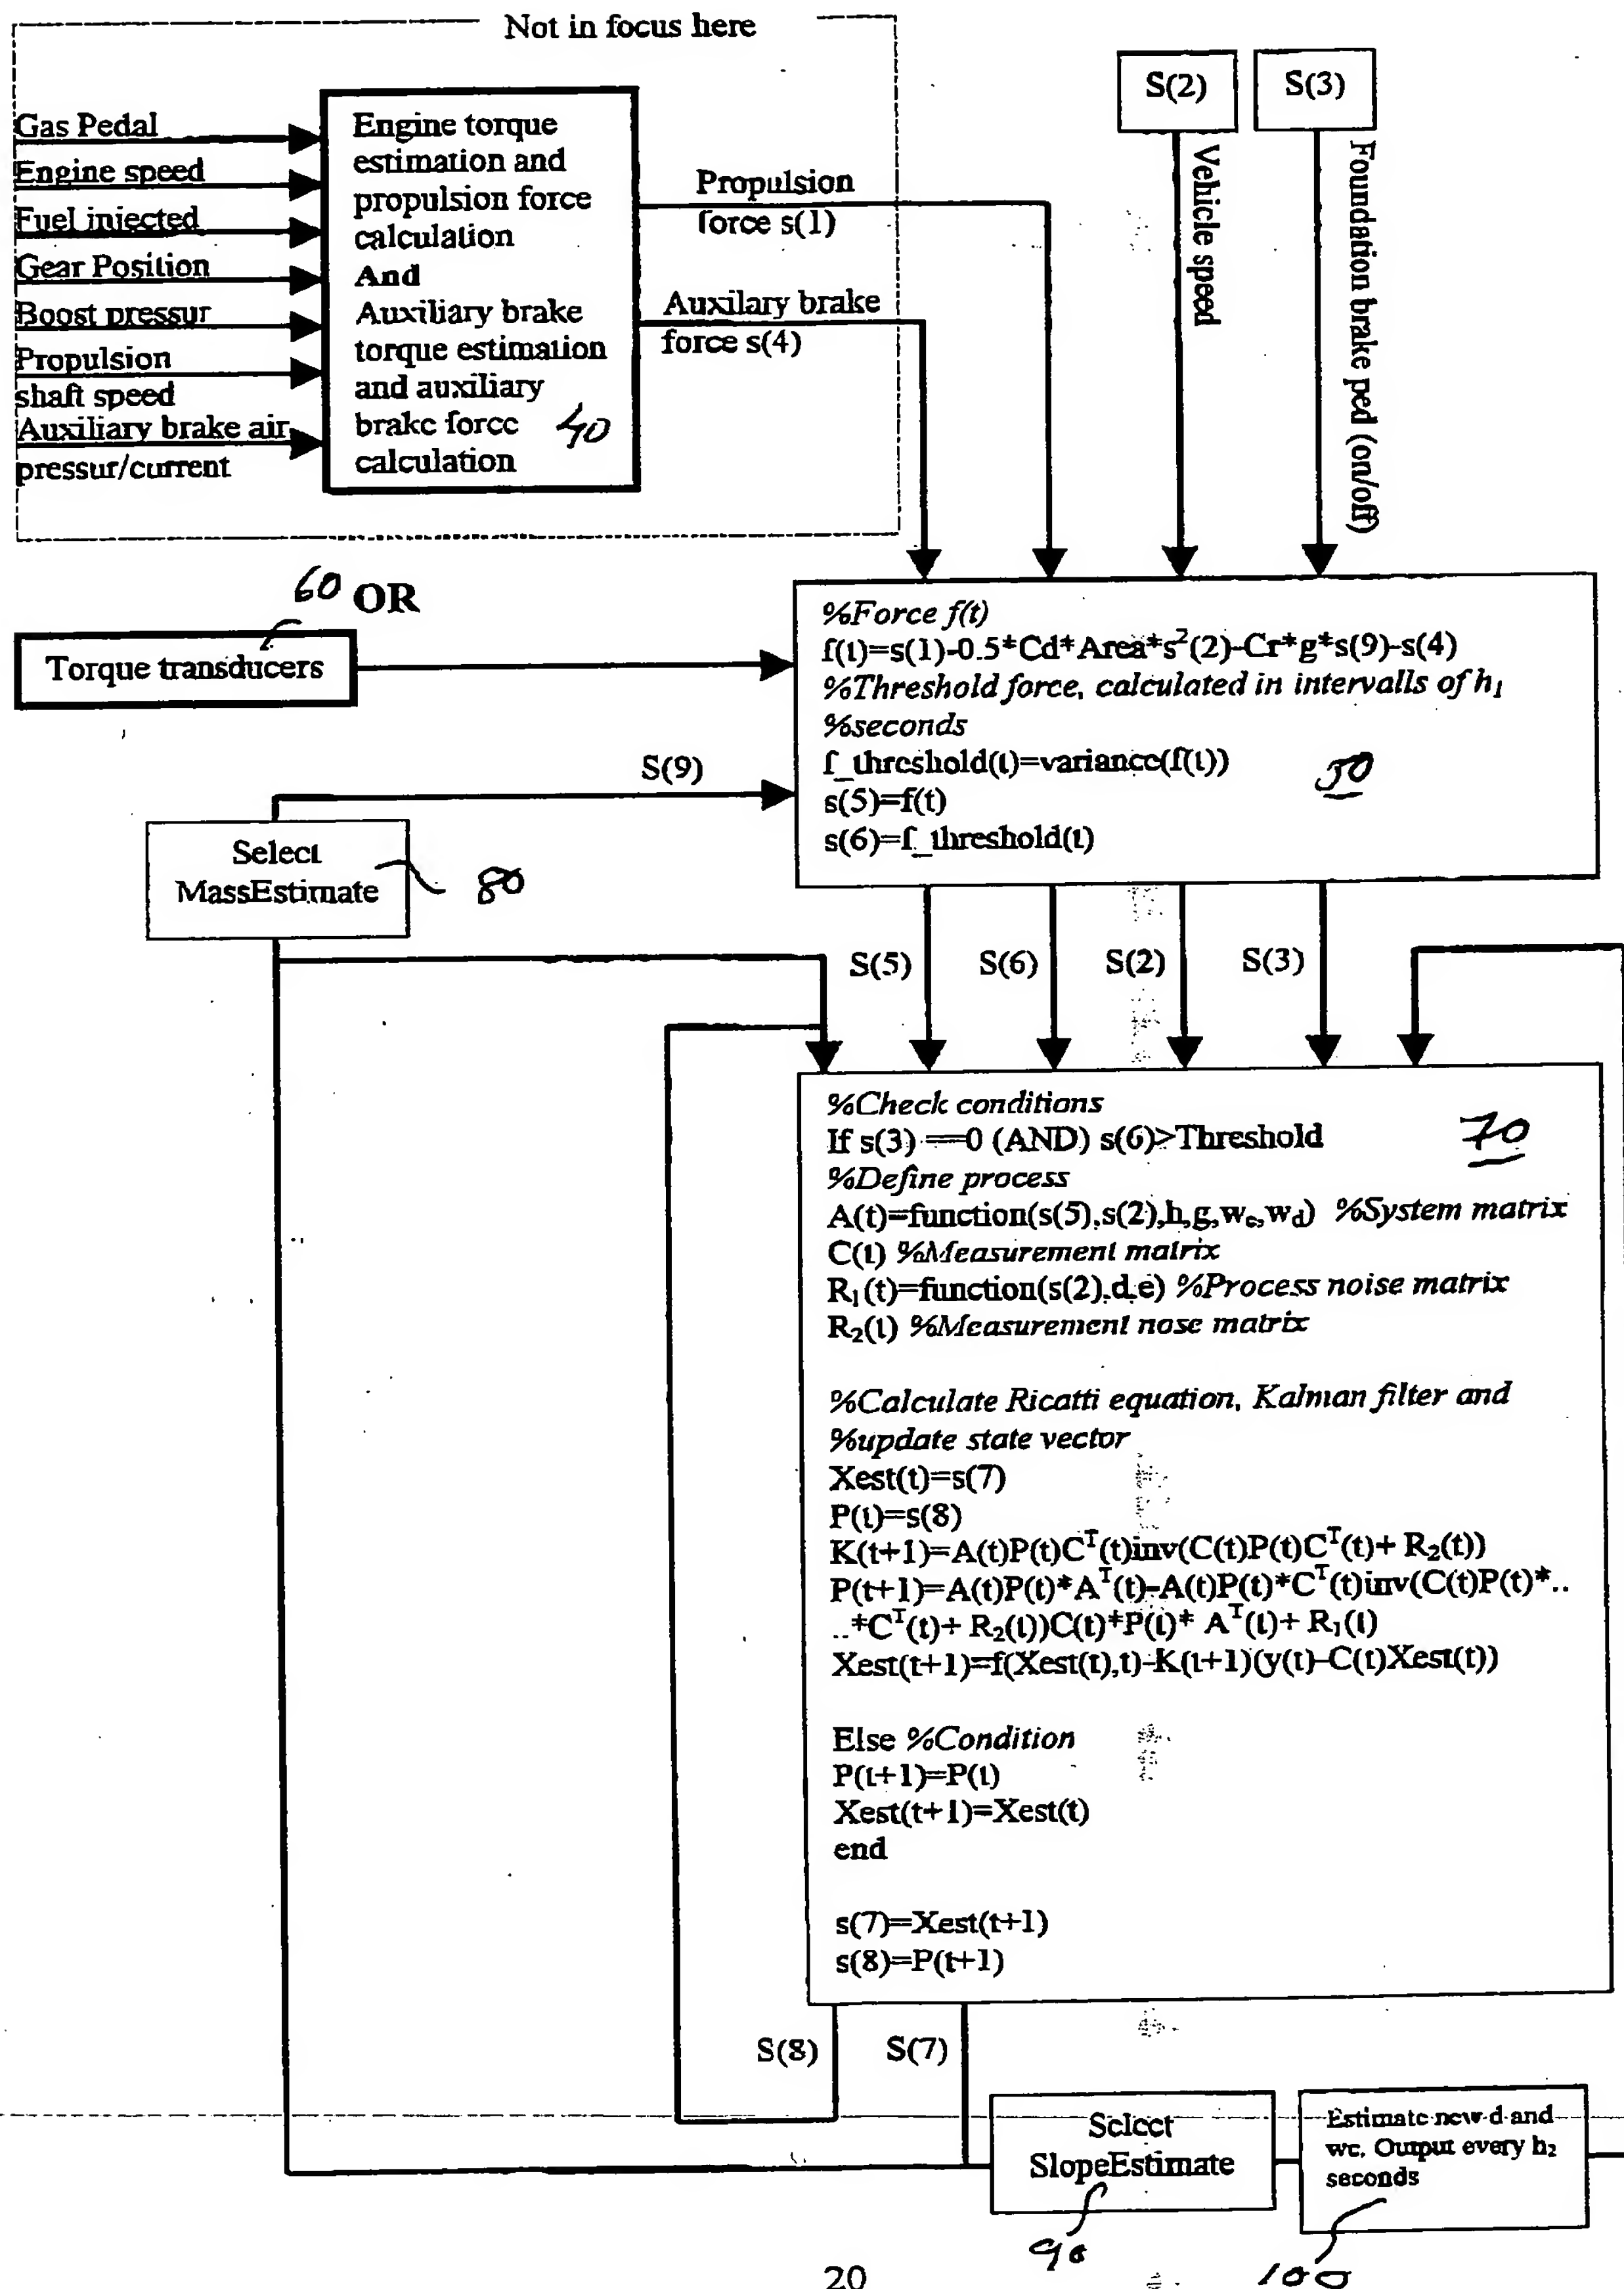 Not in focus here
Gas Pedal
Engine speed
Fuel injected
Gear Position
Boost pressur
Propulsion
shaft speed
Auxiliary brake air
pressur/current
Engine torque
estimation and
propulsion force
calculation
And
Auxiliary brake
torque estimation
and auxiliary
brake force
calculation
40
Propulsion
force s(1)
Auxilary brake
force s(4)
S(2)
S(3)
Vehicle speed
Foundation brake ped (on/off)
60 OR
Torque transducers
%Force f(t)
f(t)=s(1)-0.5*Cd*Area*s²(2)-Cr*g*s(9)-s(4)
%Threshold force, calculated in intervalls of h₁
%seconds
f_threshold(t)=variance(f(t))
s(5)=f(t)
s(6)=f_threshold(t)
50
S(9)
Select
MassEstimate
80
S(5)
S(6)
S(2)
S(3)
%Check conditions
If s(3) ==0 (AND) s(6)>Threshold
70
%Define process
A(t)=function(s(5),s(2),h,g,wc,wd) %System matrix
C(t) %Measurement matrix
R₁(t)=function(s(2),d,e) %Process noise matrix
R₂(t) %Measurement nose matrix
%Calculate Ricatti equation, Kalman filter and
%update state vector
Xest(t)=s(7)
P(t)=s(8)
K(t+1)=A(t)P(t)Cᵀ(t)inv(C(t)P(t)Cᵀ(t)+ R₂(t))
P(t+1)=A(t)P(t)*Aᵀ(t)-A(t)P(t)*Cᵀ(t)inv(C(t)P(t)*..
..*Cᵀ(t)+ R₂(t))C(t)*P(t)* Aᵀ(t)+ R₁(t)
Xest(t+1)=f(Xest(t),t)-K(t+1)(y(t)-C(t)Xest(t))
Else %Condition
P(t+1)=P(t)
Xest(t+1)=Xest(t)
end
s(7)=Xest(t+1)
s(8)=P(t+1)
S(8)
S(7)
Select
SlopeEstimate
90
Estimate new d and
wc. Output every h₂
seconds
100
20